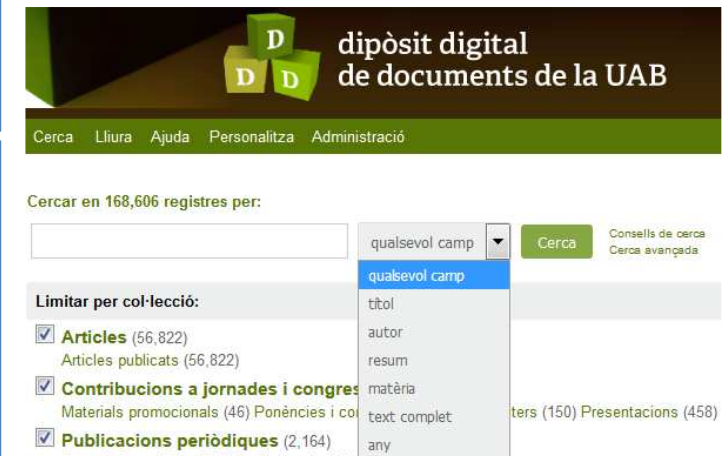 D
D D
dipòsit digital
de documents de la UAB
Cerca Lliura Ajuda Personalitza Administració
Cercar en 168,606 registres per:
qualsevol camp Cerca
Consells de cerca
Cerca avançada
qualsevol camp
títol
autor
resum
matèria
text complet
any
Limitar per col·lecció:
Articles (56,822)
Articles publicats (56,822)
Contribucions a jornades i congres
Materials promocionals (46) Ponències i co ters (150) Presentacions (458)
Publicacions periòdiques (2,164)